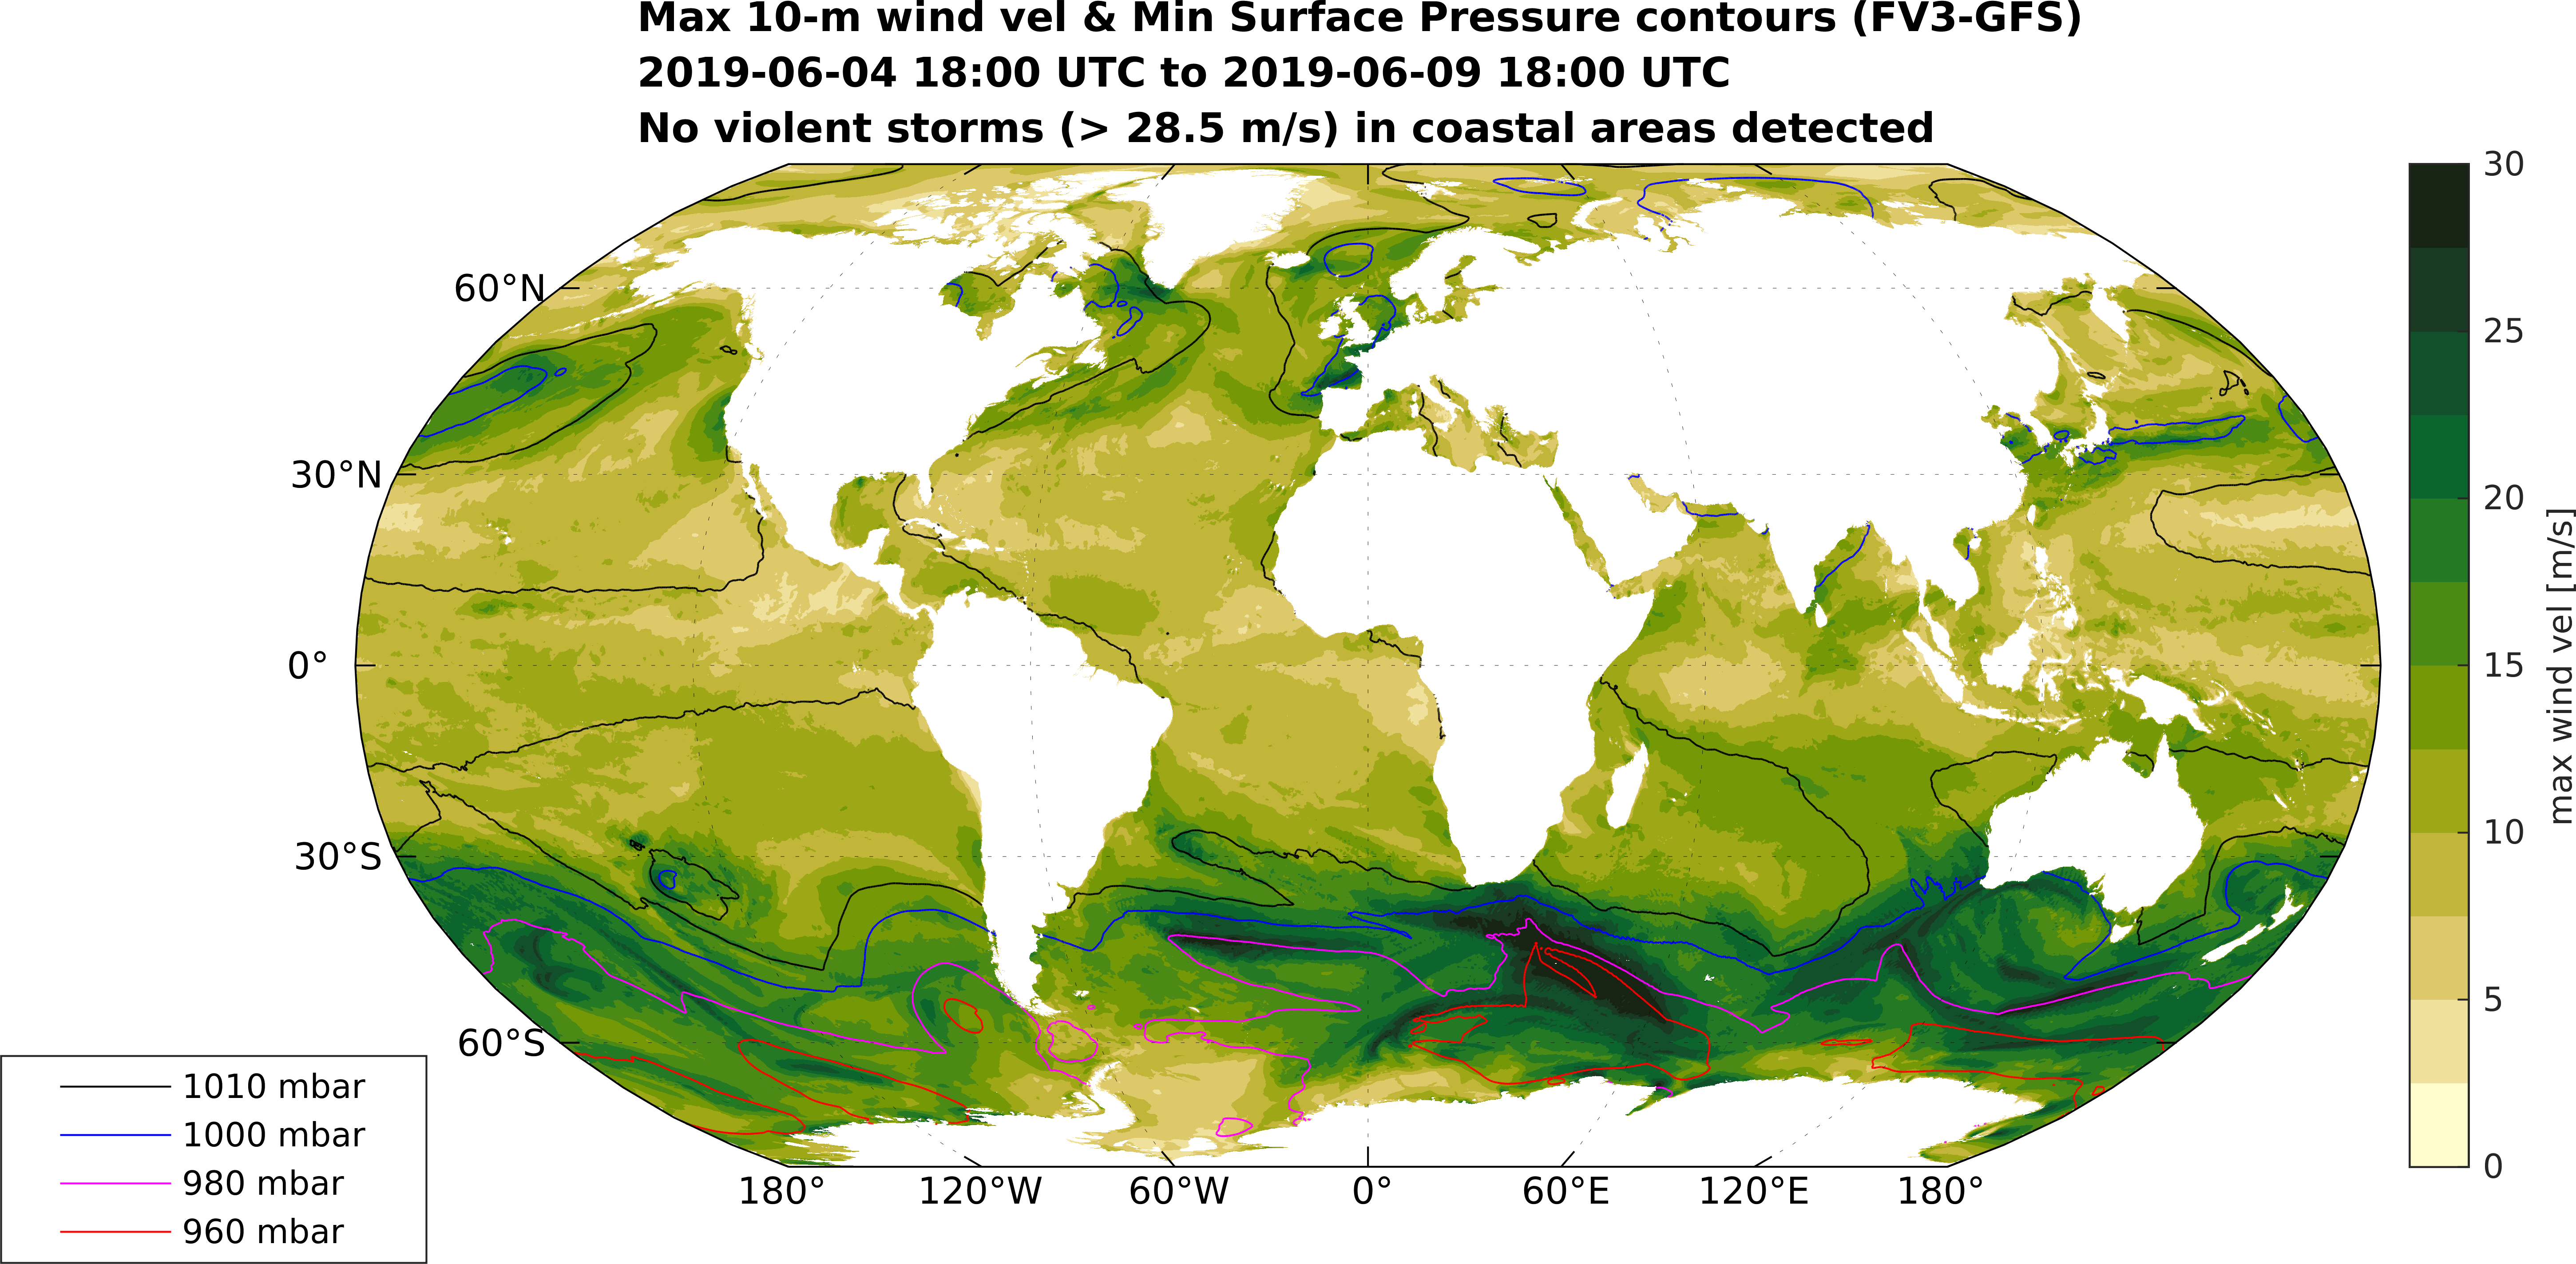 Max 10-m wind vel & Min Surface Pressure contours (FV3-GFS)
2019-06-04 18:00 UTC to 2019-06-09 18:00 UTC
No violent storms (> 28.5 m/s) in coastal areas detected
60°N
30°N
0°
30°S
60°S
180°
120°W
60°W
0°
60°E
120°E
180°
1010 mbar
1000 mbar
980 mbar
960 mbar
30
25
20
15
10
5
0
max wind vel [m/s]